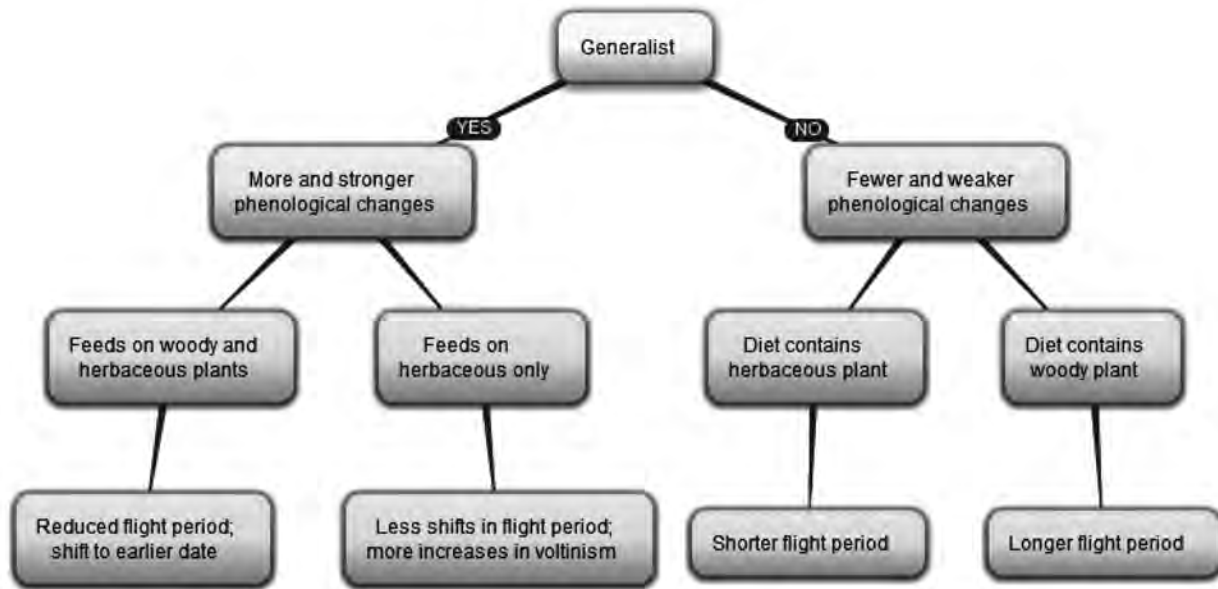 Generalist
YES
NO
More and stronger
phenological changes
Fewer and weaker
phenological changes
Feeds on woody and
herbaceous plants
Feeds on
herbaceous only
Diet contains
herbaceous plant
Diet contains
woody plant
Reduced flight period;
shift to earlier date
Less shifts in flight period;
more increases in voltinism
Shorter flight period
Longer flight period